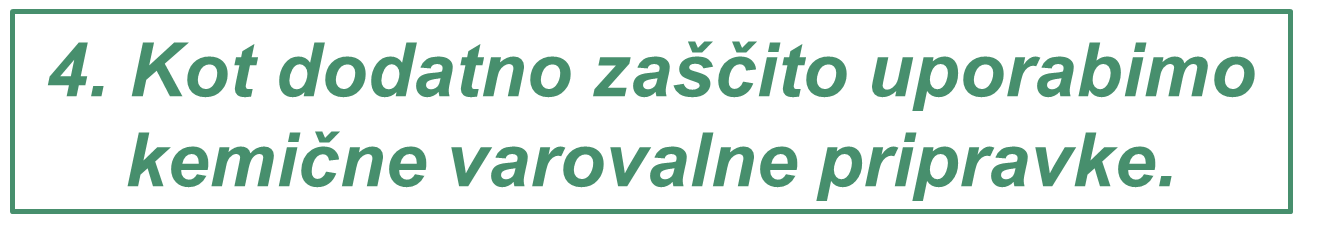 4. Kot dodatno zaščito uporabimo
kemične varovalne pripravke.